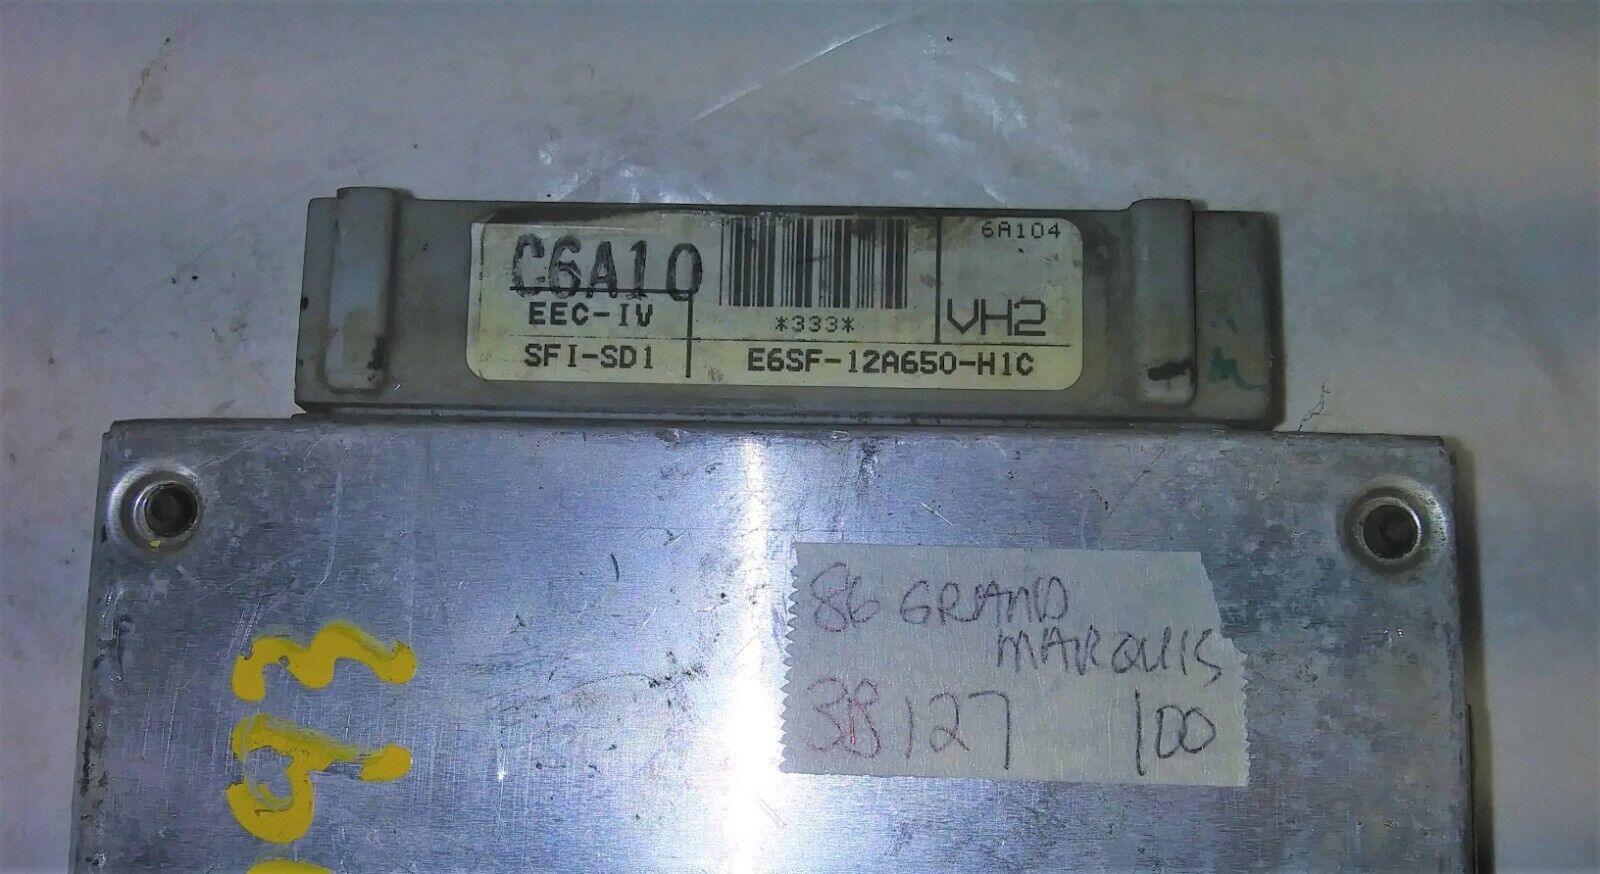 C6A10
EEC-IV
SFI-SD1
*333*
6A104
VH2
E6SF-12A650-H1C
86 GRAND
MARQUIS
38127 100